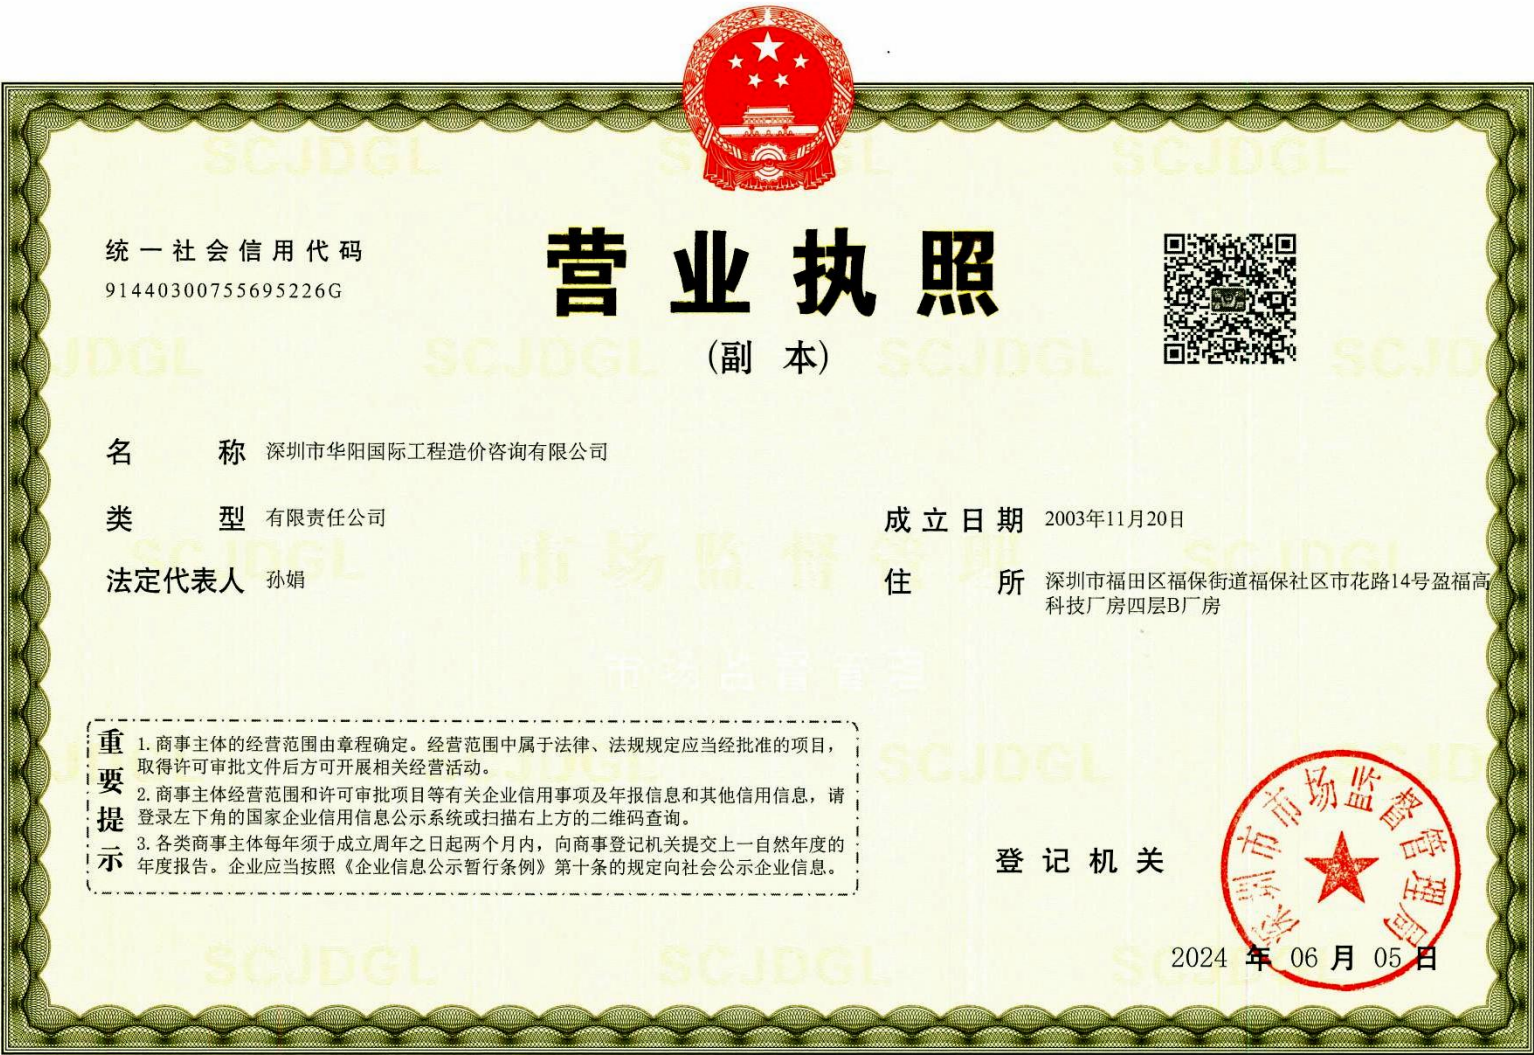 统一社会信用代码
91440300755695226G
营业执照
(副 本)
名 称 深圳市华阳国际工程造价咨询有限公司
类 型 有限责任公司
成立日期 2003年11月20日
法定代表人 孙娟
住 所 深圳市福田区福保街道福保社区市花路14号盈福高
科技厂房四层B厂房
重要提示
1. 商事主体的经营范围由章程确定。经营范围中属于法律、法规规定应当经批准的项目，
取得许可审批文件后方可开展相关经营活动。
2. 商事主体经营范围和许可审批项目等有关企业信用事项及年报信息和其他信用信息，请
登录左下角的国家企业信用信息公示系统或扫描右上方的二维码查询。
3. 各类商事主体每年须于成立周年之日起两个月内，向商事登记机关提交上一自然年度的
年度报告。企业应当按照《企业信息公示暂行条例》第十条的规定向社会公示企业信息。
登记机关
深圳市市场监督管理局
2024 年 06 月 05 日
SCJDGL
市场监督管理